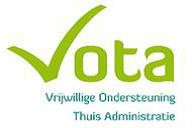 Vota
Vrijwillige Ondersteuning
Thuis Administratie